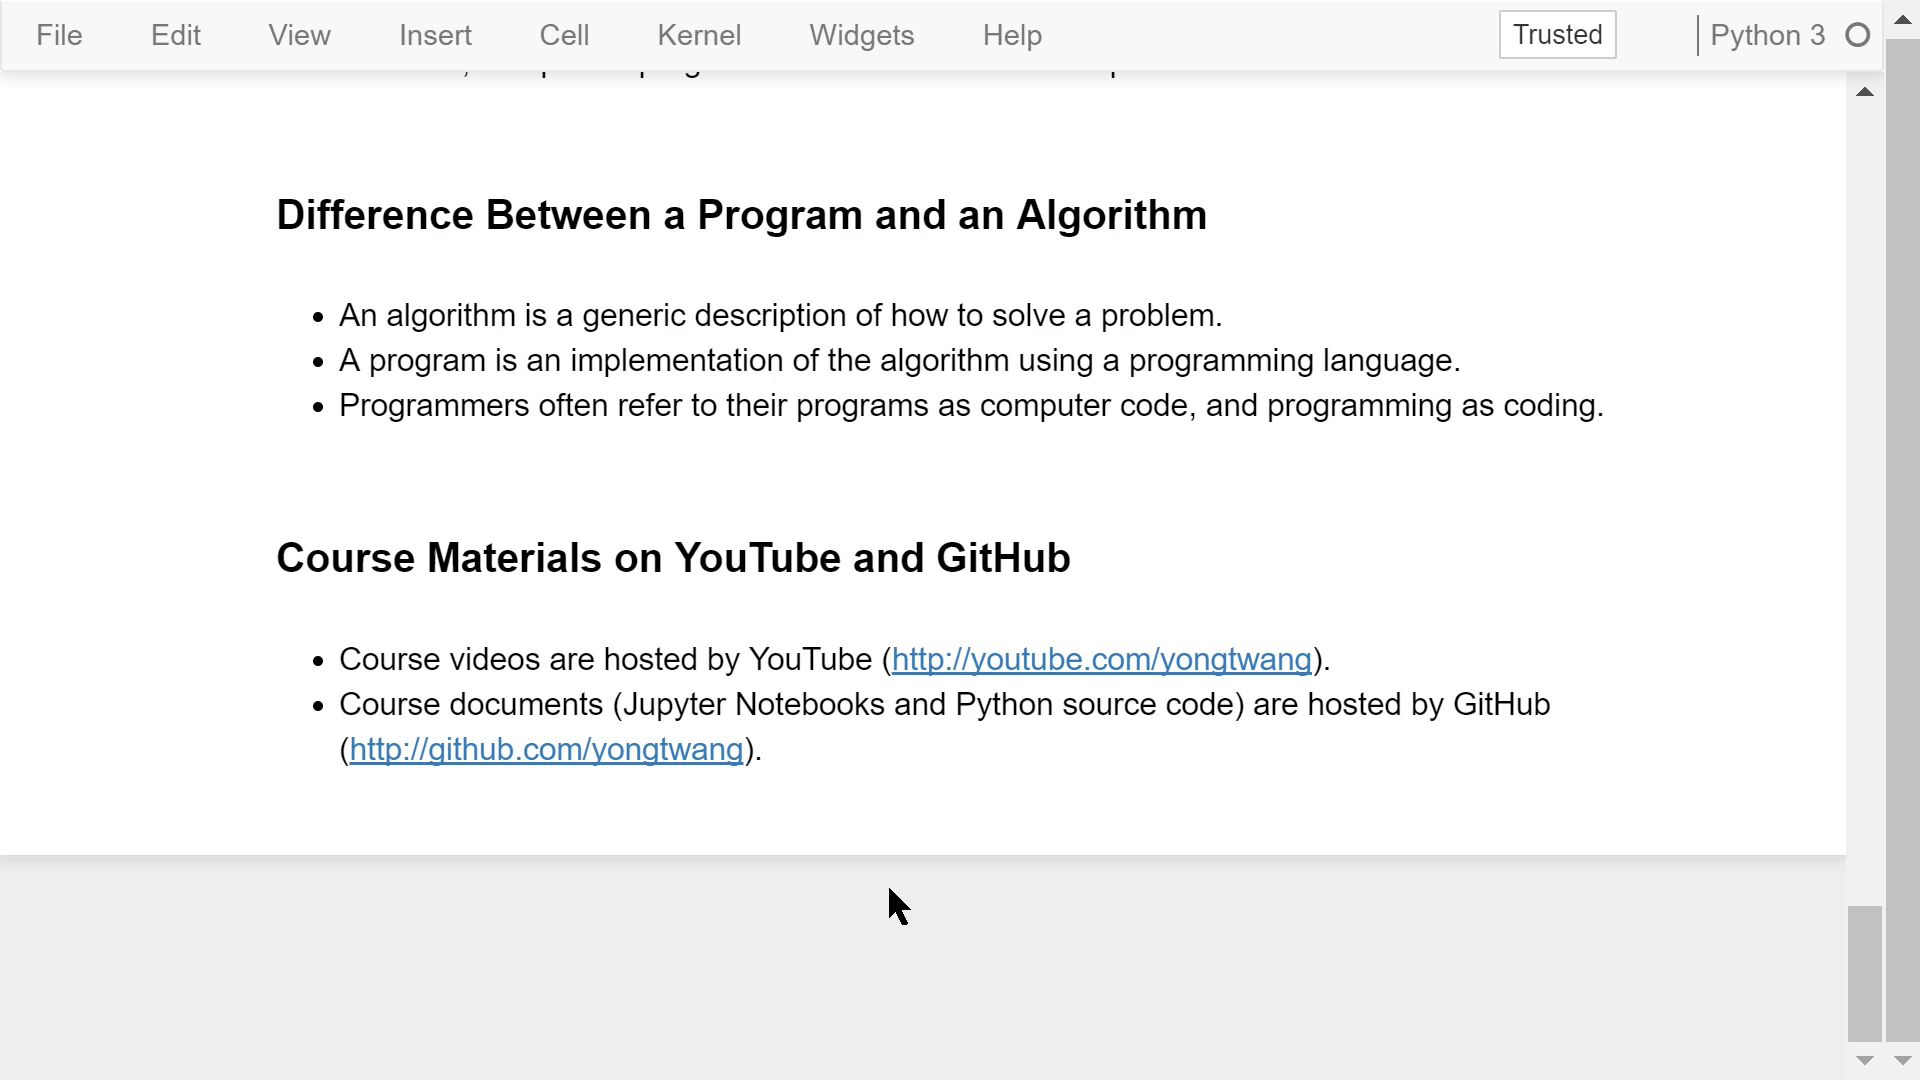 File Edit View Insert Cell Kernel Widgets Help Trusted Python 3
Difference Between a Program and an Algorithm
• An algorithm is a generic description of how to solve a problem.
• A program is an implementation of the algorithm using a programming language.
• Programmers often refer to their programs as computer code, and programming as coding.
Course Materials on YouTube and GitHub
• Course videos are hosted by YouTube (http://youtube.com/yongtwang).
• Course documents (Jupyter Notebooks and Python source code) are hosted by GitHub
(http://github.com/yongtwang).